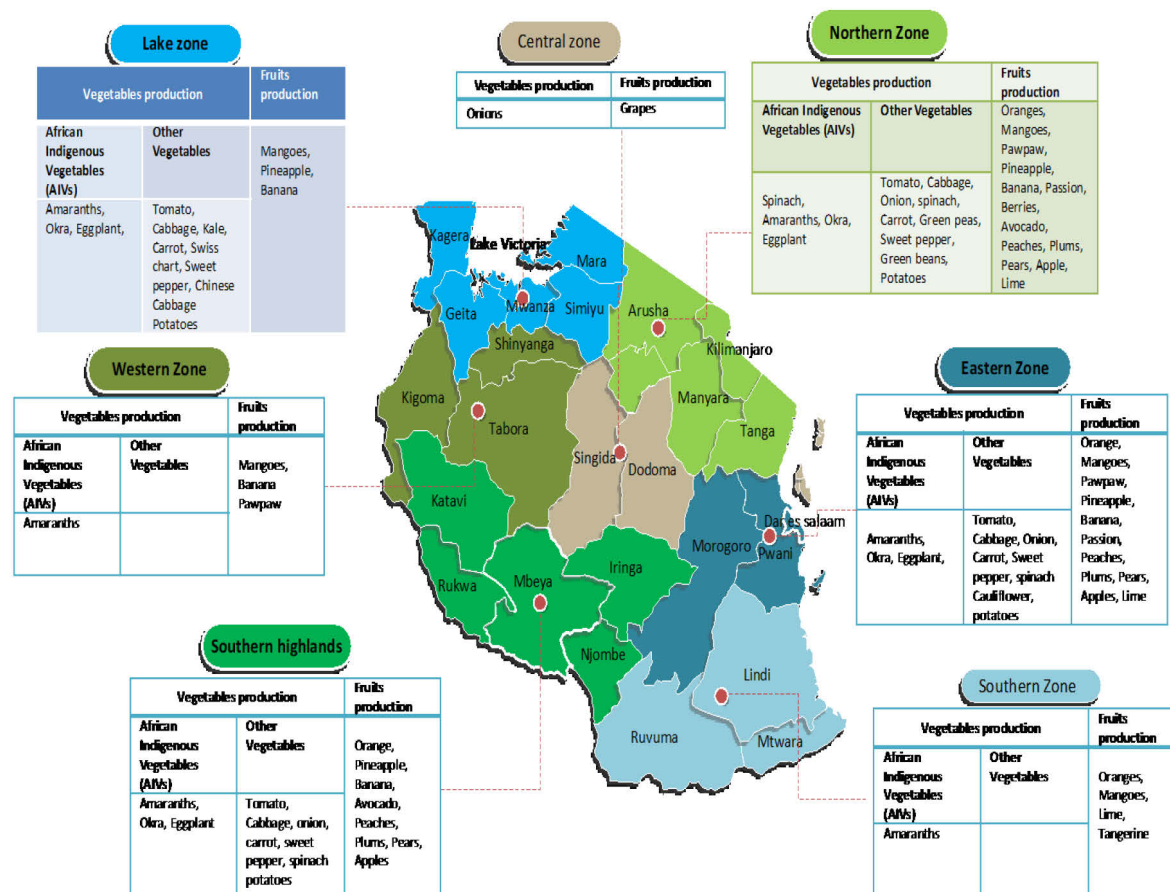 Lake zone
Vegetables production
Fruits
production
African
Indigenous
Vegetables
(AIVs)
Other
Vegetables
Mangoes,
Pineapple,
Banana
Amaranths,
Okra, Eggplant,
Tomato,
Cabbage, Kale,
Carrot, Swiss
chart, Sweet
pepper, Chinese
Cabbage
Potatoes
Central zone
Vegetables production
Fruits production
Onions
Grapes
Northern Zone
Vegetables production
Fruits
production
African Indigenous
Vegetables (AIVs)
Other Vegetables
Oranges,
Mangoes,
Pawpaw,
Pineapple,
Banana, Passion,
Berries,
Avocado,
Peaches, Plums,
Pears, Apple,
Lime
Spinach,
Amaranths, Okra,
Eggplant
Tomato, Cabbage,
Onion, spinach,
Carrot, Green peas,
Sweet pepper,
Green beans,
Potatoes
Kagera
Lake Victoria
Mara
Geita
Mwanza
Simiyu
Arusha
Shinyanga
Kilimanjaro
Kigoma
Tabora
Manyara
Tanga
Singida
Dodoma
Katavi
Dar es salaam
Morogoro
Pwani
Rukwa
Mbeya
Iringa
Njombe
Lindi
Ruvuma
Mtwara
Western Zone
Vegetables production
Fruits
production
African
Indigenous
Vegetables
(AIVs)
Other
Vegetables
Mangoes,
Banana
Pawpaw
Amaranths
Eastern Zone
Vegetables production
Fruits
production
African
Indigenous
Vegetables
(AIVs)
Other
Vegetables
Orange,
Mangoes,
Pawpaw,
Pineapple,
Banana,
Passion,
Peaches,
Plums, Pears,
Apples, Lime
Amaranths,
Okra, Eggplant,
Tomato,
Cabbage, Onion,
Carrot, Sweet
pepper, spinach
Cauliflower,
potatoes
Southern highlands
Vegetables production
Fruits
production
African
Indigenous
Vegetables
(AIVs)
Other
Vegetables
Orange,
Pineapple,
Banana,
Avocado,
Peaches,
Plums, Pears,
Apples
Amaranths,
Okra, Eggplant
Tomato,
Cabbage, onion,
carrot, sweet
pepper, spinach
potatoes
Southern Zone
Vegetables production
Fruits
production
African
Indigenous
Vegetables
(AIVs)
Other
Vegetables
Oranges,
Mangoes,
Lime,
Tangerine
Amaranths